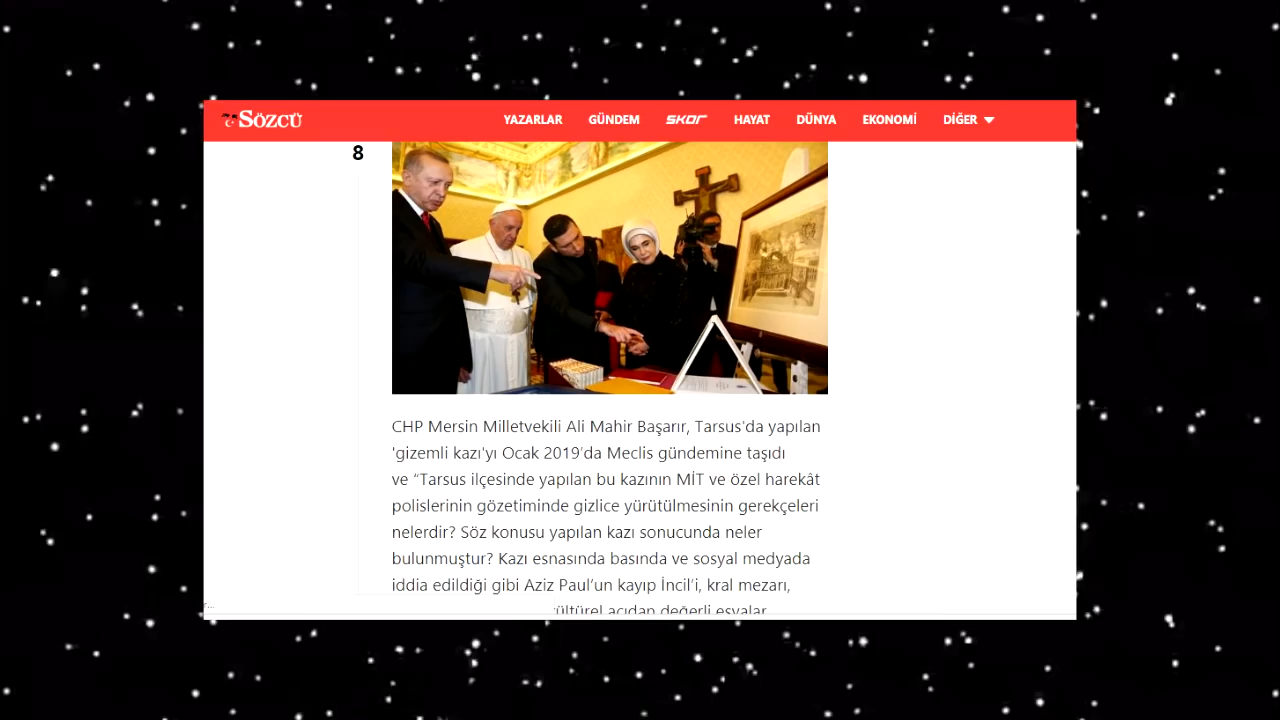 SÖZCÜ
YAZARLAR GÜNDEM SKOR HAYAT DÜNYA EKONOMİ DİĞER
8
CHP Mersin Milletvekili Ali Mahir Başarır, Tarsus'da yapılan
'gizemli kazı'yı Ocak 2019’da Meclis gündemine taşıdı
ve “Tarsus ilçesinde yapılan bu kazının MİT ve özel harekât
polislerinin gözetiminde gizlice yürütülmesinin gerekçeleri
nelerdir? Söz konusu yapılan kazı sonucunda neler
bulunmuştur? Kazı esnasında basında ve sosyal medyada
iddia edildiği gibi Aziz Paul’un kayıp İncil’i, kral mezarı,
açıdan değerli eşyalar